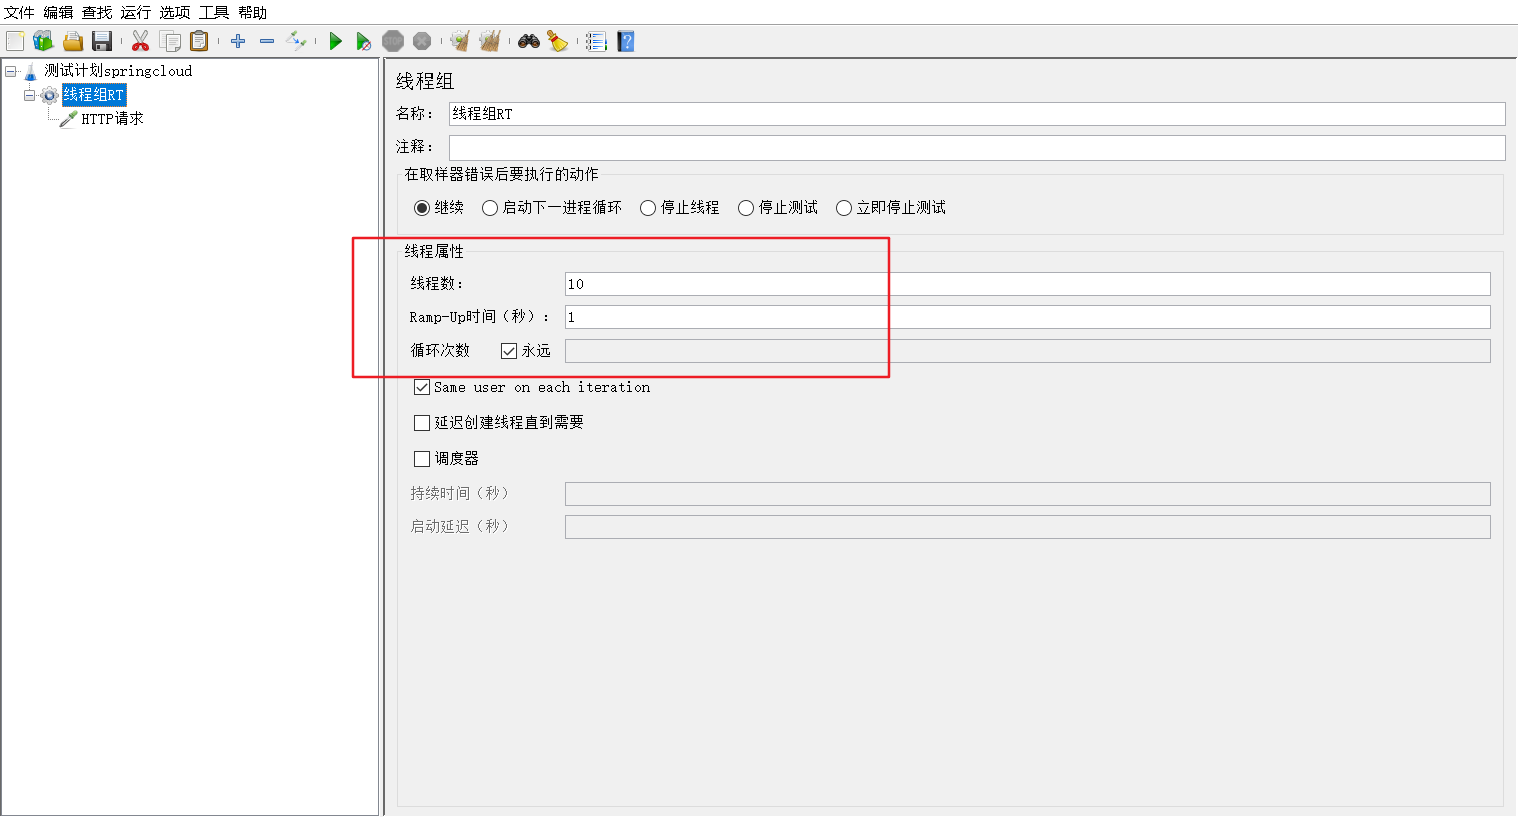 文件 编辑 查找 运行 选项 工具 帮助
STOP
测试计划springcloud
线程组RT
HTTP请求
线程组
名称： 线程组RT
注释：
在取样器错误后要执行的动作
继续 启动下一进程循环 停止线程 停止测试 立即停止测试
线程属性
线程数： 10
Ramp-Up时间（秒）： 1
循环次数 永远
Same user on each iteration
延迟创建线程直到需要
调度器
持续时间（秒）
启动延迟（秒）